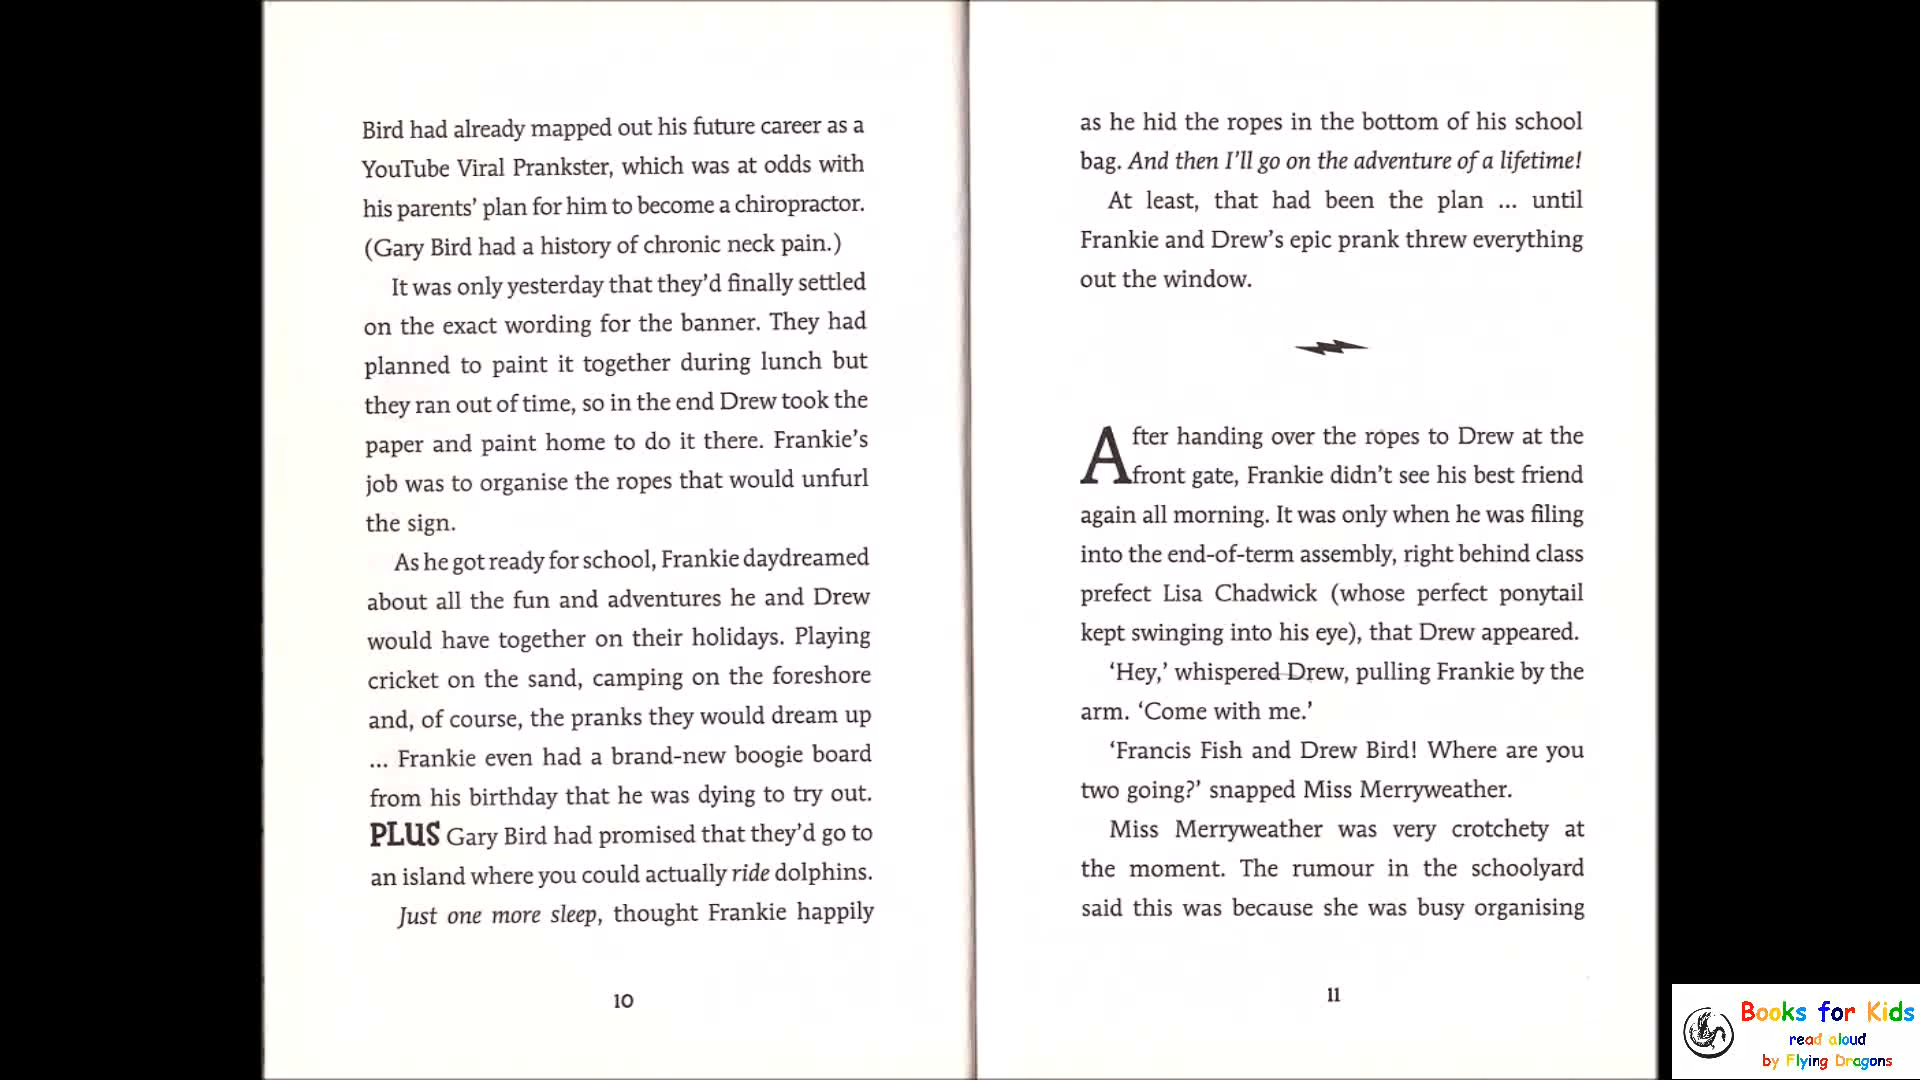 Bird had already mapped out his future career as a
YouTube Viral Prankster, which was at odds with
his parents’ plan for him to become a chiropractor.
(Gary Bird had a history of chronic neck pain.)
It was only yesterday that they’d finally settled
on the exact wording for the banner. They had
planned to paint it together during lunch but
they ran out of time, so in the end Drew took the
paper and paint home to do it there. Frankie’s
job was to organise the ropes that would unfurl
the sign.
As he got ready for school, Frankie daydreamed
about all the fun and adventures he and Drew
would have together on their holidays. Playing
cricket on the sand, camping on the foreshore
and, of course, the pranks they would dream up
... Frankie even had a brand-new boogie board
from his birthday that he was dying to try out.
PLUS Gary Bird had promised that they’d go to
an island where you could actually ride dolphins.
Just one more sleep, thought Frankie happily
10
as he hid the ropes in the bottom of his school
bag. And then I’ll go on the adventure of a lifetime!
At least, that had been the plan ... until
Frankie and Drew’s epic prank threw everything
out the window.
After handing over the ropes to Drew at the
front gate, Frankie didn’t see his best friend
again all morning. It was only when he was filing
into the end-of-term assembly, right behind class
prefect Lisa Chadwick (whose perfect ponytail
kept swinging into his eye), that Drew appeared.
‘Hey,’ whispered Drew, pulling Frankie by the
arm. ‘Come with me.’
‘Francis Fish and Drew Bird! Where are you
two going?’ snapped Miss Merryweather.
Miss Merryweather was very crotchety at
the moment. The rumour in the schoolyard
said this was because she was busy organising
11
Books for Kids
read aloud
by Flying Dragons